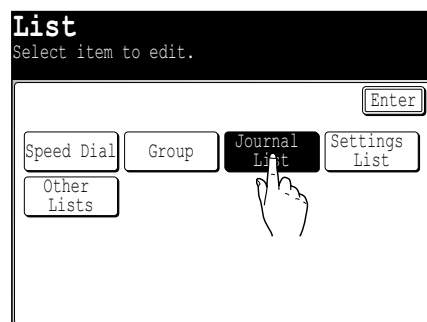 List
Select item to edit.
Enter
Speed Dial Group Journal List Settings List
Other Lists